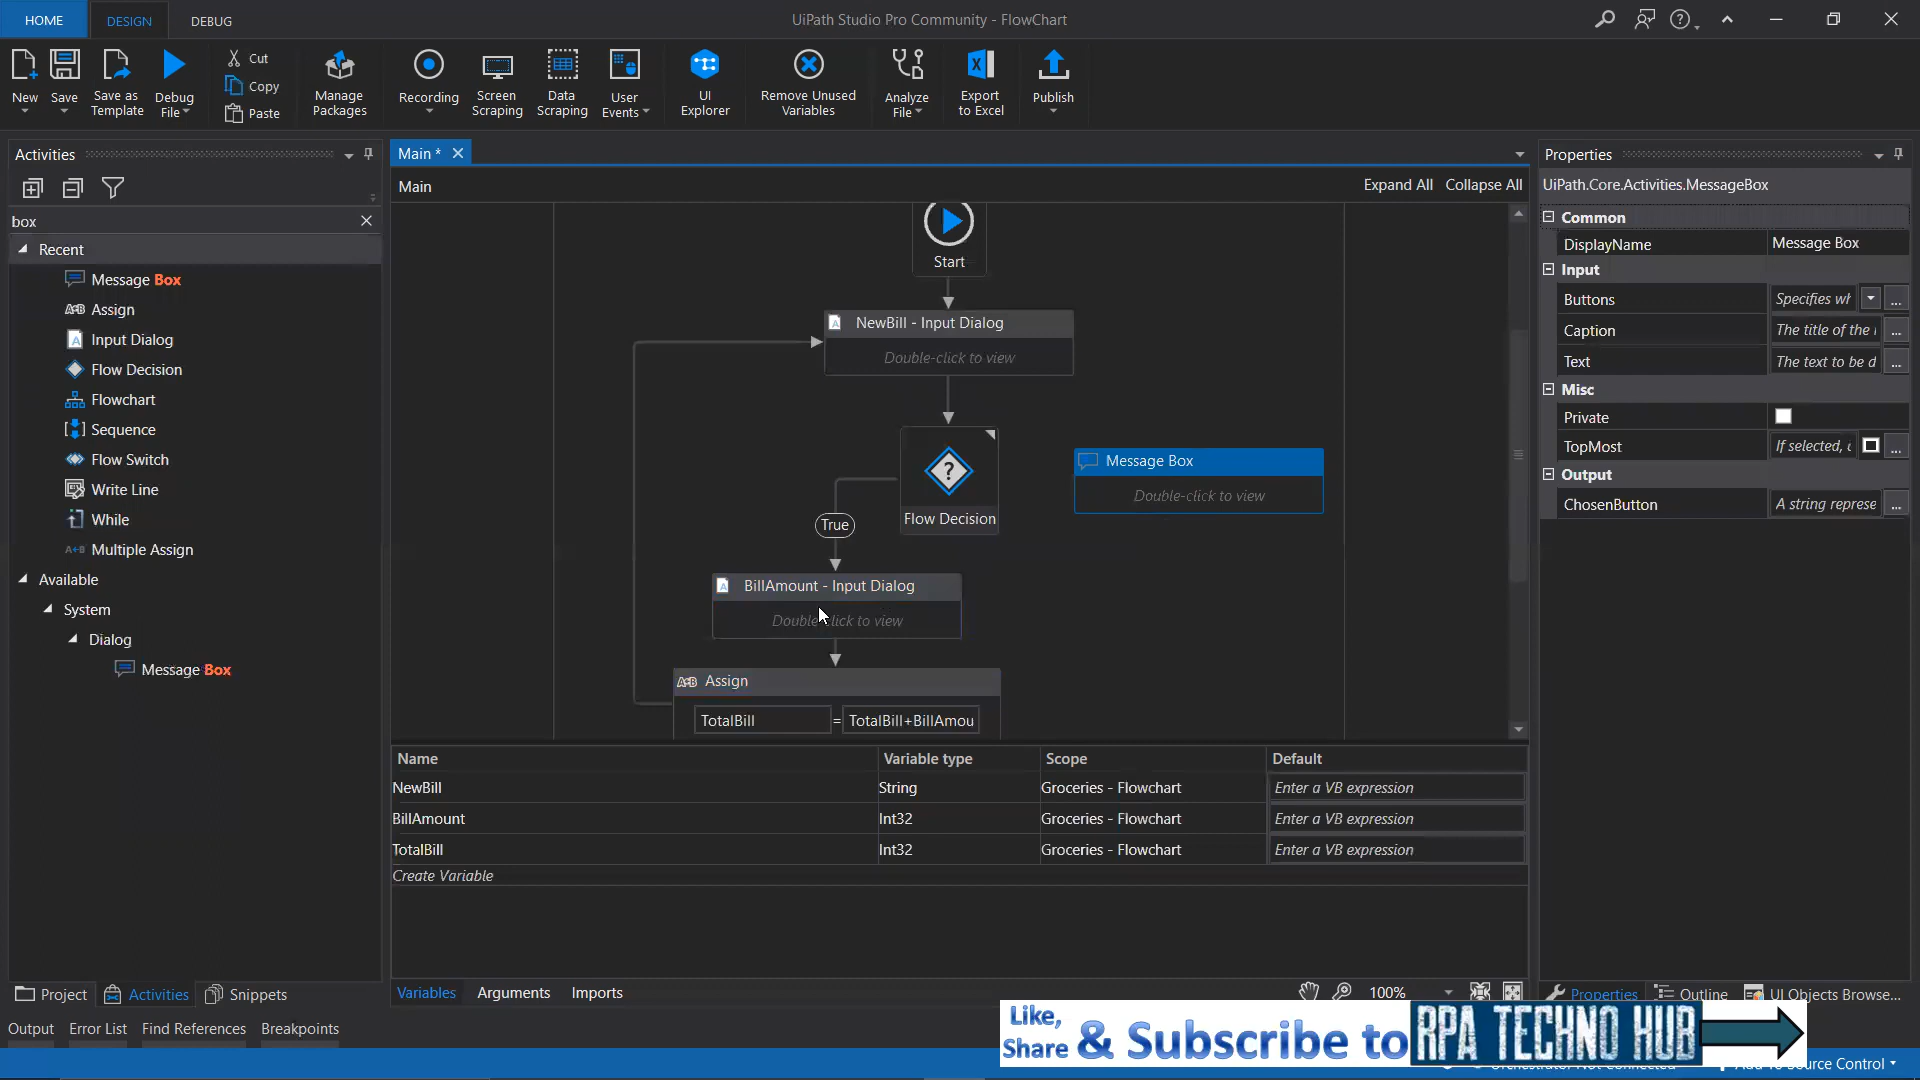 HOME
DESIGN
DEBUG
UiPath Studio Pro Community - FlowChart
New
Save
Save as
Template
Debug
File
Cut
Copy
Paste
Manage
Packages
Recording
Screen
Scraping
Data
Scraping
User
Events
UI
Explorer
Remove Unused
Variables
Analyze
File
Export
to Excel
Publish
Activities
box
Recent
Message Box
Assign
Input Dialog
Flow Decision
Flowchart
Sequence
Flow Switch
Write Line
While
Multiple Assign
Available
System
Dialog
Message Box
Project
Activities
Snippets
Main *
Main
Expand All
Collapse All
Start
NewBill - Input Dialog
Double-click to view
Flow Decision
True
Message Box
Double-click to view
BillAmount - Input Dialog
Double-click to view
A+B Assign
TotalBill = TotalBill+BillAmou
Name Variable type Scope Default
NewBill String Groceries - Flowchart Enter a VB expression
BillAmount Int32 Groceries - Flowchart Enter a VB expression
TotalBill Int32 Groceries - Flowchart Enter a VB expression
Create Variable
Variables Arguments Imports
100%
Properties
UiPath.Core.Activities.MessageBox
Common
DisplayName Message Box
Input
Buttons Specifies wh ...
Caption The title of the ...
Text The text to be d ...
Misc
Private
TopMost If selected, ...
Output
ChosenButton A string represe ...
Properties Outline UI Objects Browse...
Output Error List Find References Breakpoints
Like,
Share & Subscribe to RPA TECHNO HUB
Source Control